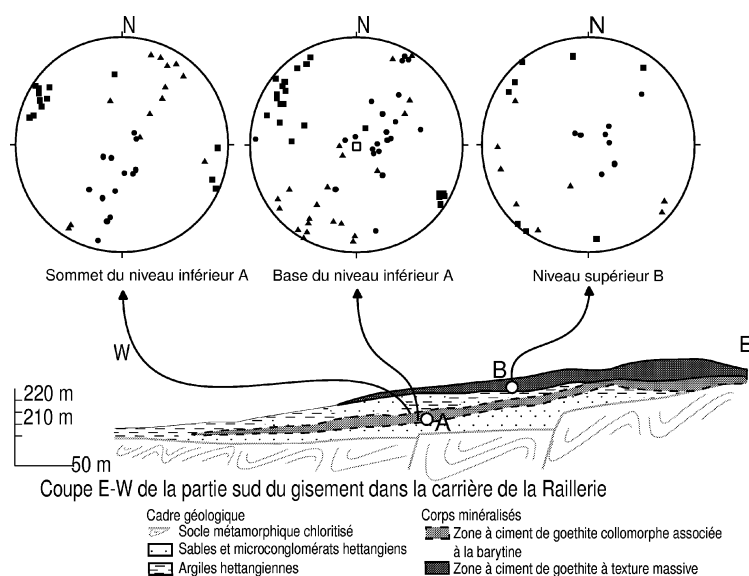 N
N
N
Sommet du niveau inférieur A
Base du niveau inférieur A
Niveau supérieur B
W
E
B
A
220 m
210 m
50 m
Coupe E-W de la partie sud du gisement dans la carrière de la Raillerie
Cadre géologique
Socle métamorphique chloritisé
Sables et microconglomérats hettangiens
Argiles hettangiennes
Corps minéralisés
Zone à ciment de goethite collomorphe associée
à la barytine
Zone à ciment de goethite à texture massive